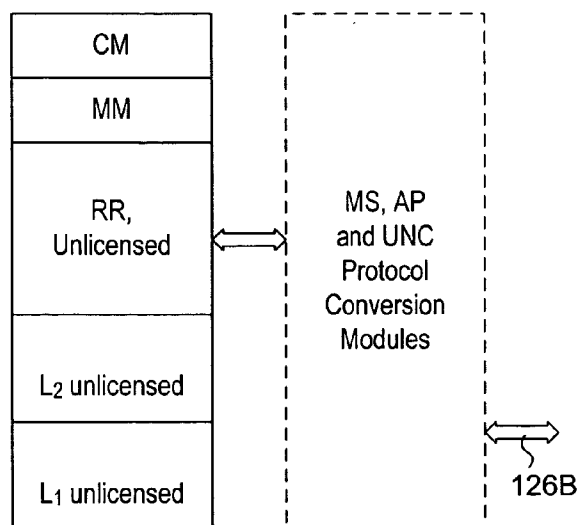 CM
MM
RR,
Unlicensed
L2 unlicensed
L1 unlicensed
MS, AP
and UNC
Protocol
Conversion
Modules
126B